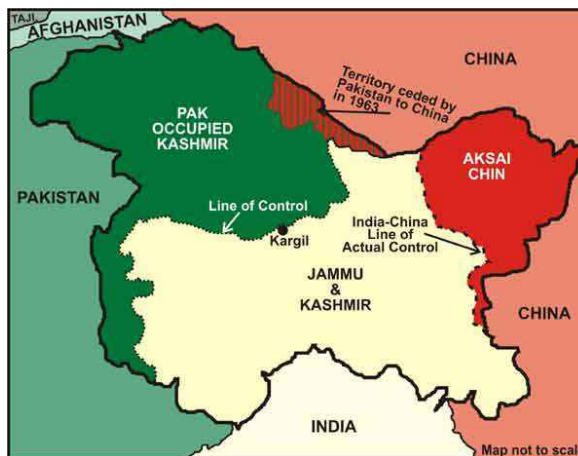 TAJI.
AFGHANISTAN
CHINA
Territory ceded by
Pakistan to China
in 1963
PAK
OCCUPIED
KASHMIR
AKSAI
CHIN
PAKISTAN
Line of Control
Kargil
India-China
Line of
Actual Control
JAMMU
&
KASHMIR
CHINA
INDIA
Map not to scal